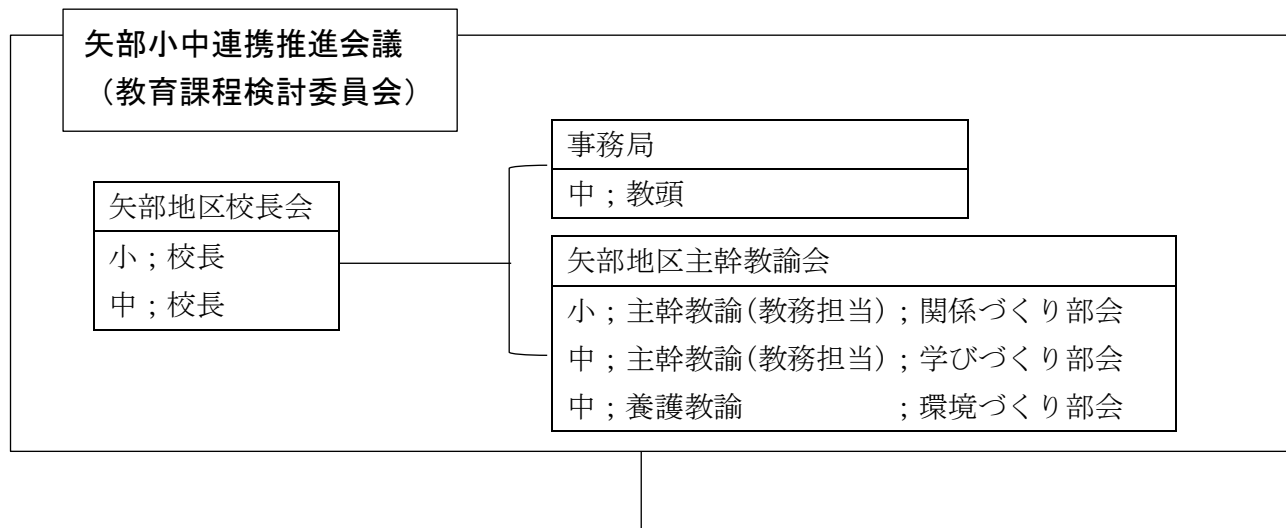 矢部小中連携推進会議
（教育課程検討委員会）
矢部地区校長会
小；校長
中；校長
事務局
中；教頭
矢部地区主幹教諭会
小；主幹教諭(教務担当)；関係づくり部会
中；主幹教諭(教務担当)；学びづくり部会
中；養護教諭　　　　　；環境づくり部会